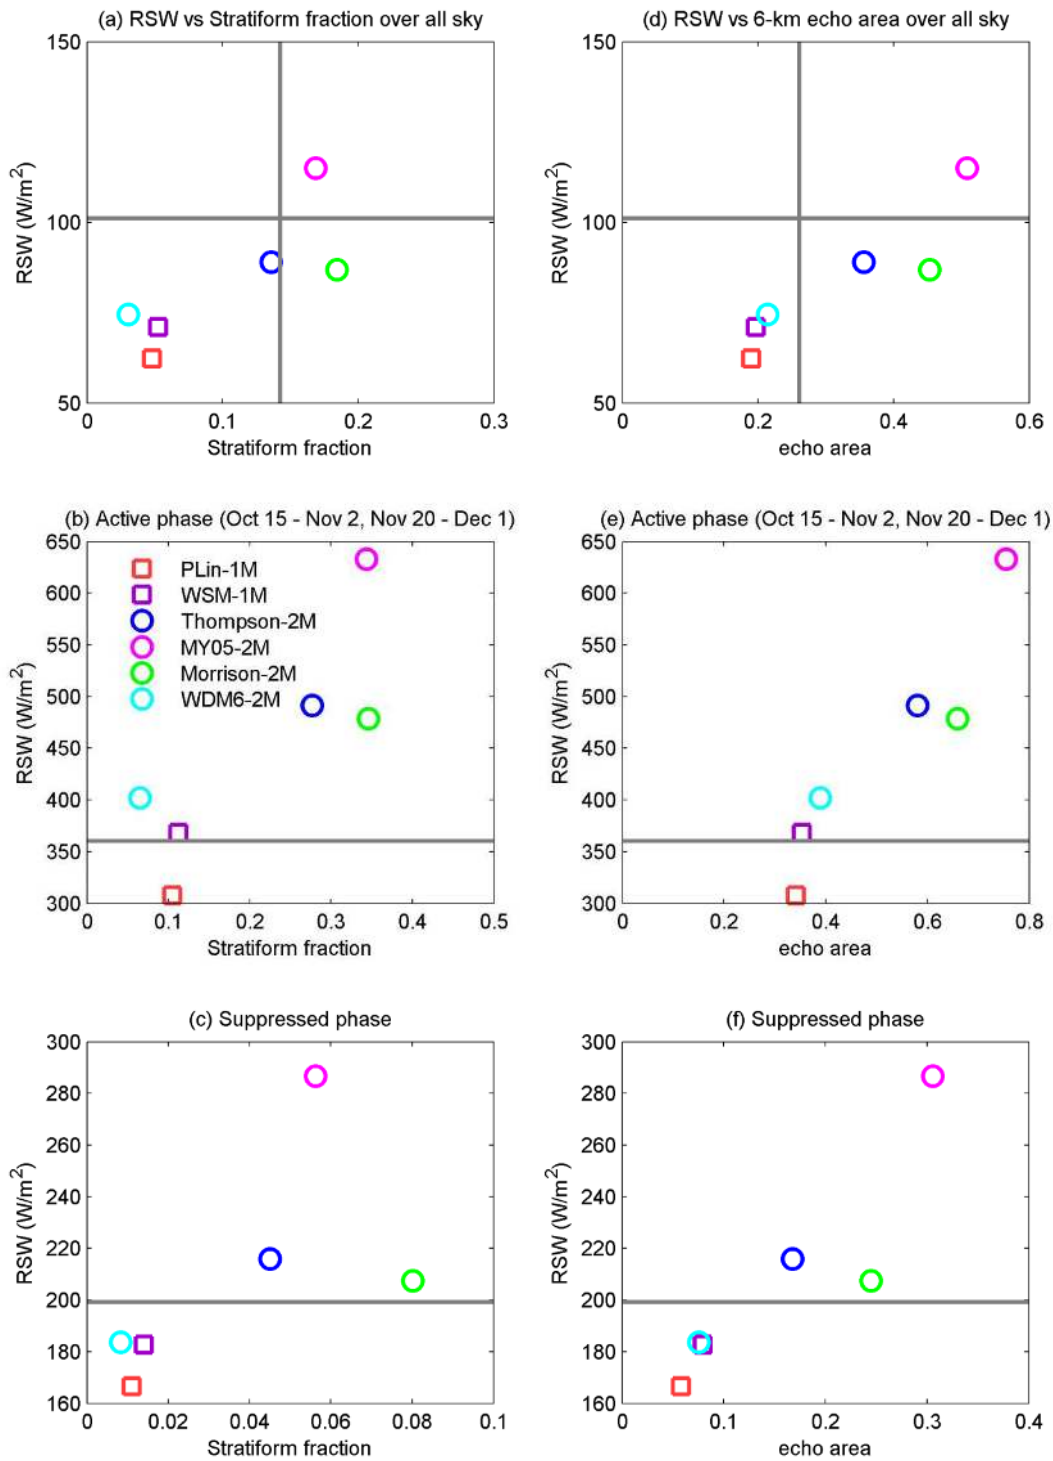 (a) RSW vs Stratiform fraction over all sky
150
100
50
RSW (W/m²)
0 0.1 0.2 0.3
Stratiform fraction
(d) RSW vs 6-km echo area over all sky
150
100
50
RSW (W/m²)
0 0.2 0.4 0.6
echo area
(b) Active phase (Oct 15 - Nov 2, Nov 20 - Dec 1)
650
600
550
500
450
400
350
300
RSW (W/m²)
PLin-1M
WSM-1M
Thompson-2M
MY05-2M
Morrison-2M
WDM6-2M
0 0.1 0.2 0.3 0.4 0.5
Stratiform fraction
(e) Active phase (Oct 15 - Nov 2, Nov 20 - Dec 1)
650
600
550
500
450
400
350
300
RSW (W/m²)
0 0.2 0.4 0.6 0.8
echo area
(c) Suppressed phase
300
280
260
240
220
200
180
160
RSW (W/m²)
0 0.02 0.04 0.06 0.08 0.1
Stratiform fraction
(f) Suppressed phase
300
280
260
240
220
200
180
160
RSW (W/m²)
0 0.1 0.2 0.3 0.4
echo area